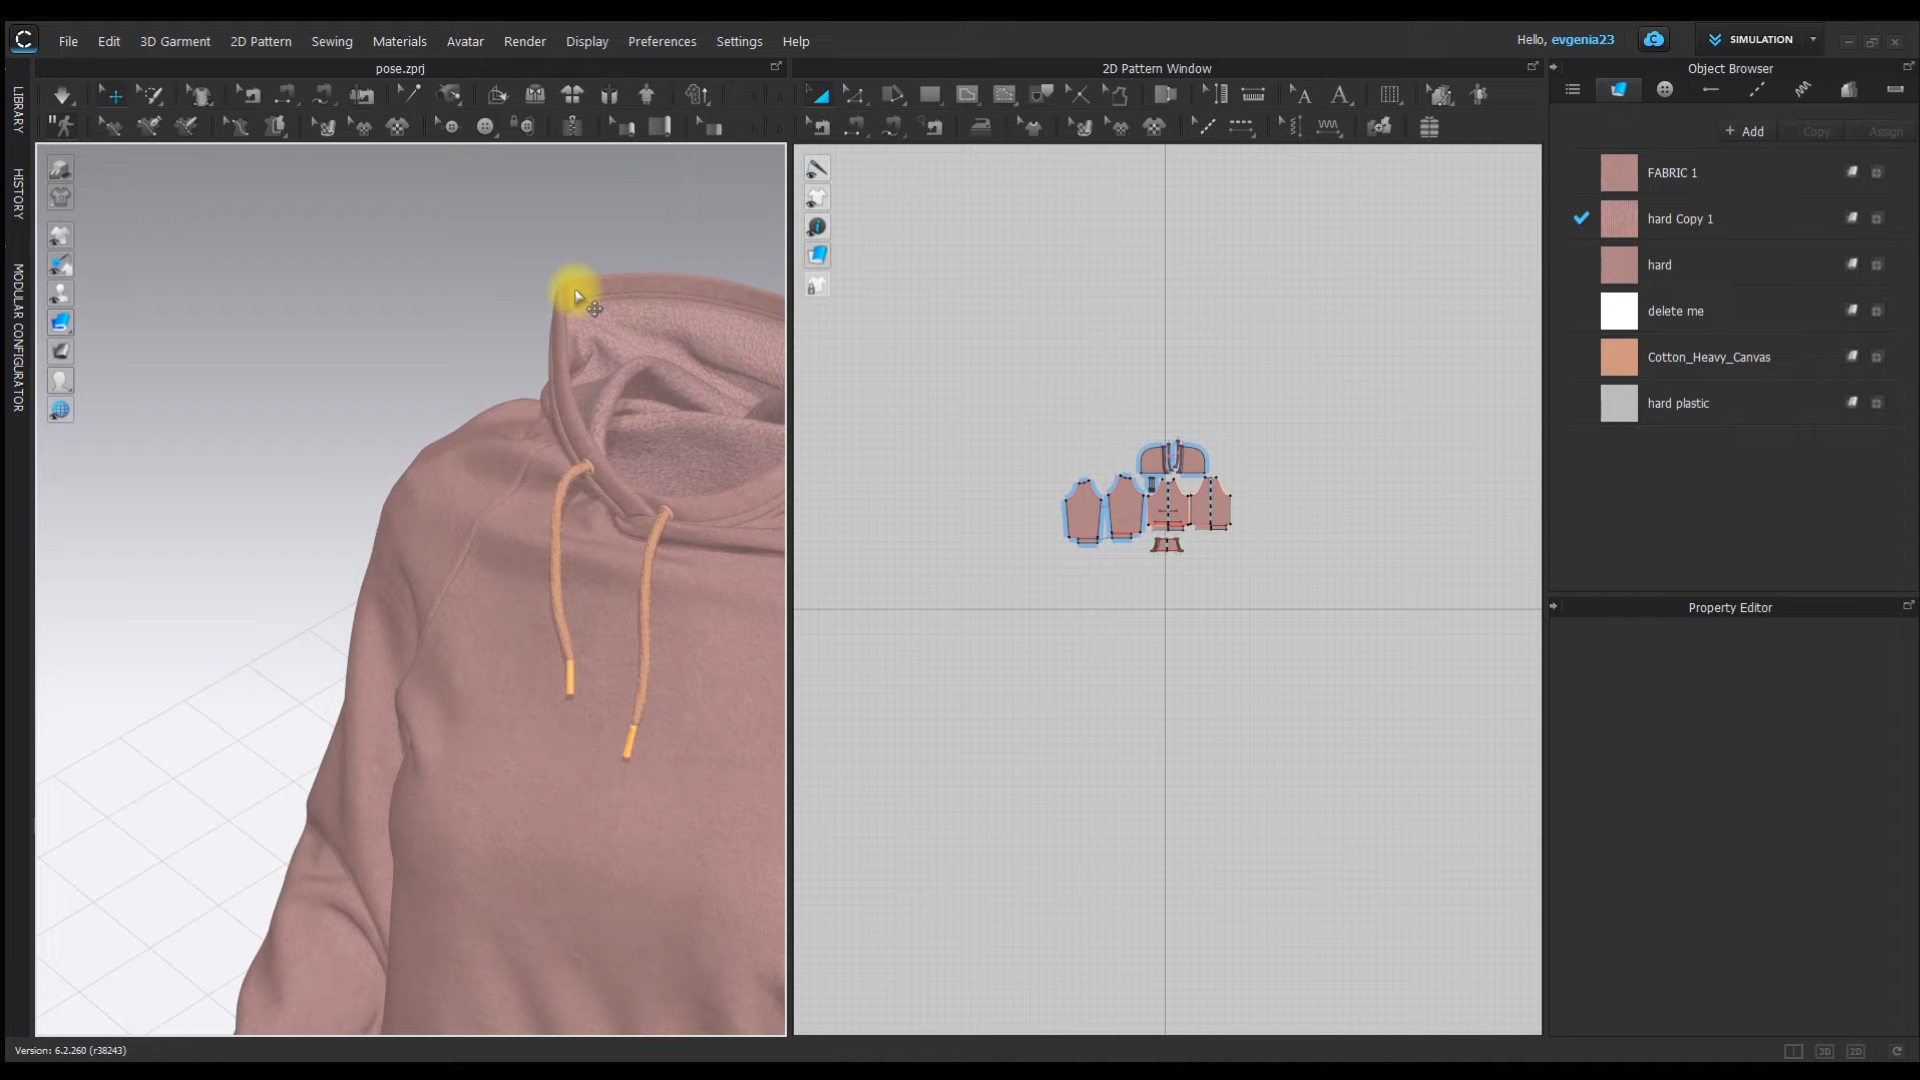 File Edit 3D Garment 2D Pattern Sewing Materials Avatar Render Display Preferences Settings Help
Hello, evgenia23
SIMULATION
pose.zprj
2D Pattern Window
Object Browser
LIBRARY
HISTORY
MODULAR CONFIGURATOR
+ Add Copy Assign
FABRIC 1
hard Copy 1
hard
delete me
Cotton_Heavy_Canvas
hard plastic
Property Editor
Version: 6.2.260 (r38243)
3D 2D